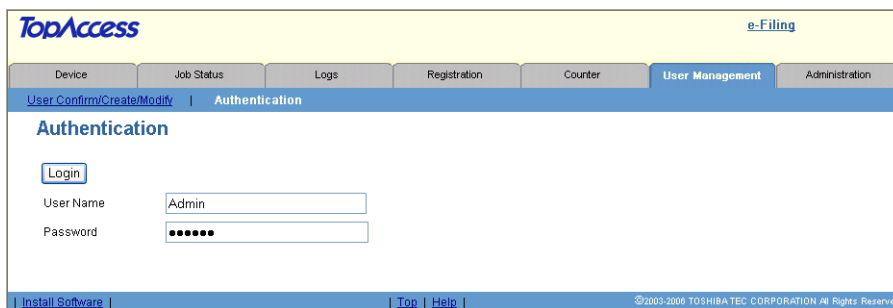 TopAccess
e-Filing
Device Job Status Logs Registration Counter User Management Administration
User Confirm/Create/Modify | Authentication
Authentication
Login
User Name Admin
Password ••••••
| Install Software | | Top | Help | ©2003-2006 TOSHIBA TEC CORPORATION All Rights Reserve